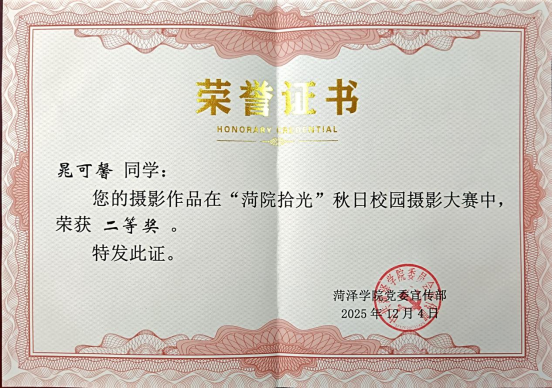 荣誉证书
HONORARY CREDENTIAL
晁可馨 同学：
您的摄影作品在“菏院拾光”秋日校园摄影大赛中，
荣获 二等奖 。
特发此证。
菏泽学院党委宣传部
2025年12月4日